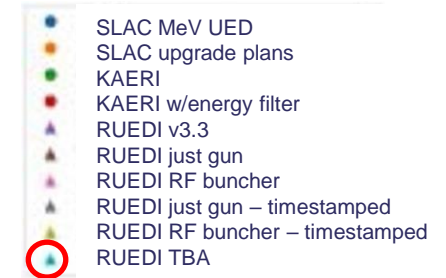 SLAC MeV UED
SLAC upgrade plans
KAERI
KAERI w/energy filter
RUEDI v3.3
RUEDI just gun
RUEDI RF buncher
RUEDI just gun – timestamped
RUEDI RF buncher – timestamped
RUEDI TBA